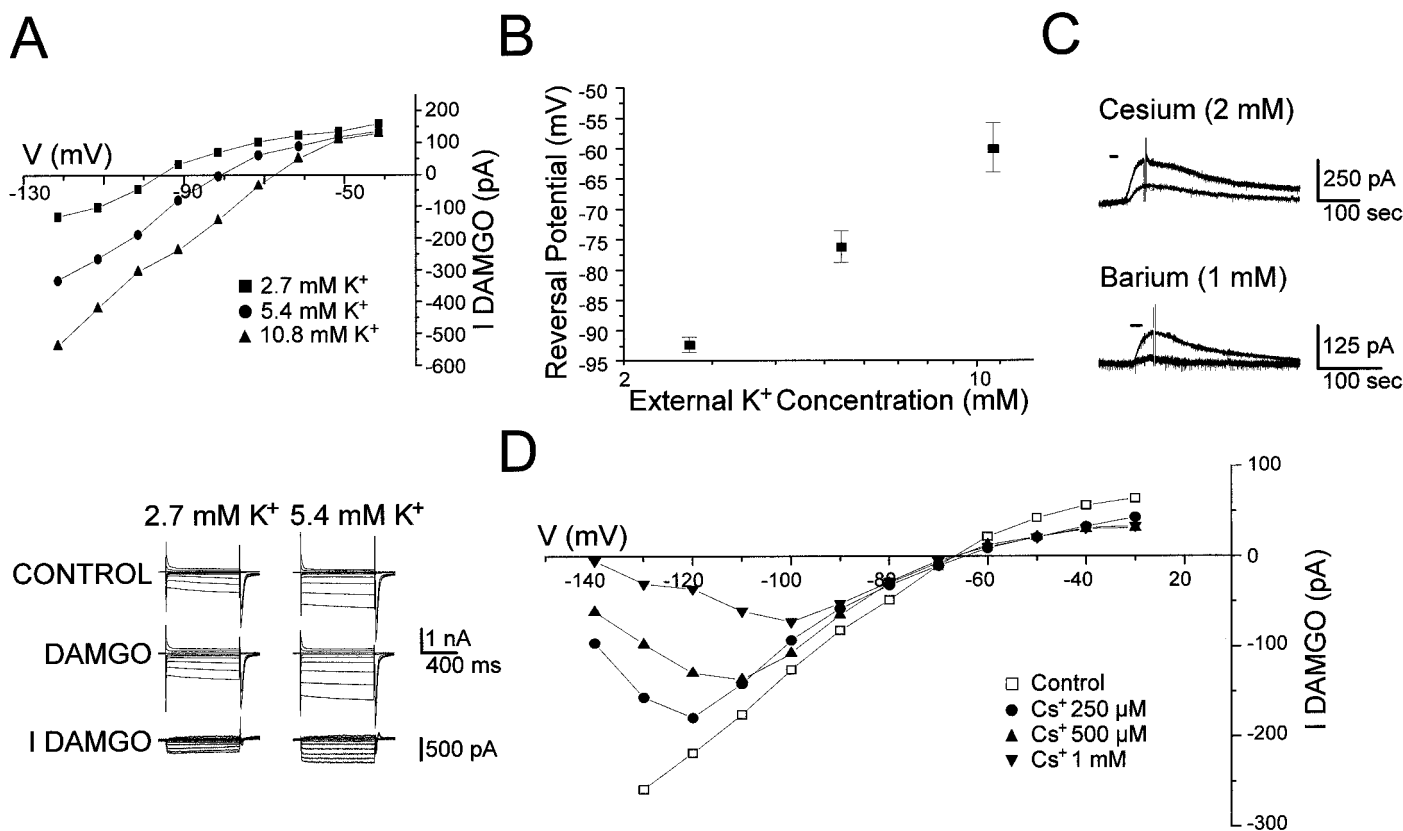 A
V (mV)
-130
-90
-50
200
100
0
-100
-200
-300
-400
-500
-600
I DAMGO (pA)
2.7 mM K⁺
5.4 mM K⁺
10.8 mM K⁺
2.7 mM K⁺ 5.4 mM K⁺
CONTROL
DAMGO
I DAMGO
1 nA
400 ms
500 pA
B
Reversal Potential (mV)
-50
-55
-60
-65
-70
-75
-80
-85
-90
-95
2
10
External K⁺ Concentration (mM)
C
Cesium (2 mM)
250 pA
100 sec
Barium (1 mM)
125 pA
100 sec
D
V (mV)
-140
-120
-100
-80
-60
-40
20
100
0
-100
-200
-300
I DAMGO (pA)
Control
Cs⁺ 250 µM
Cs⁺ 500 µM
Cs⁺ 1 mM